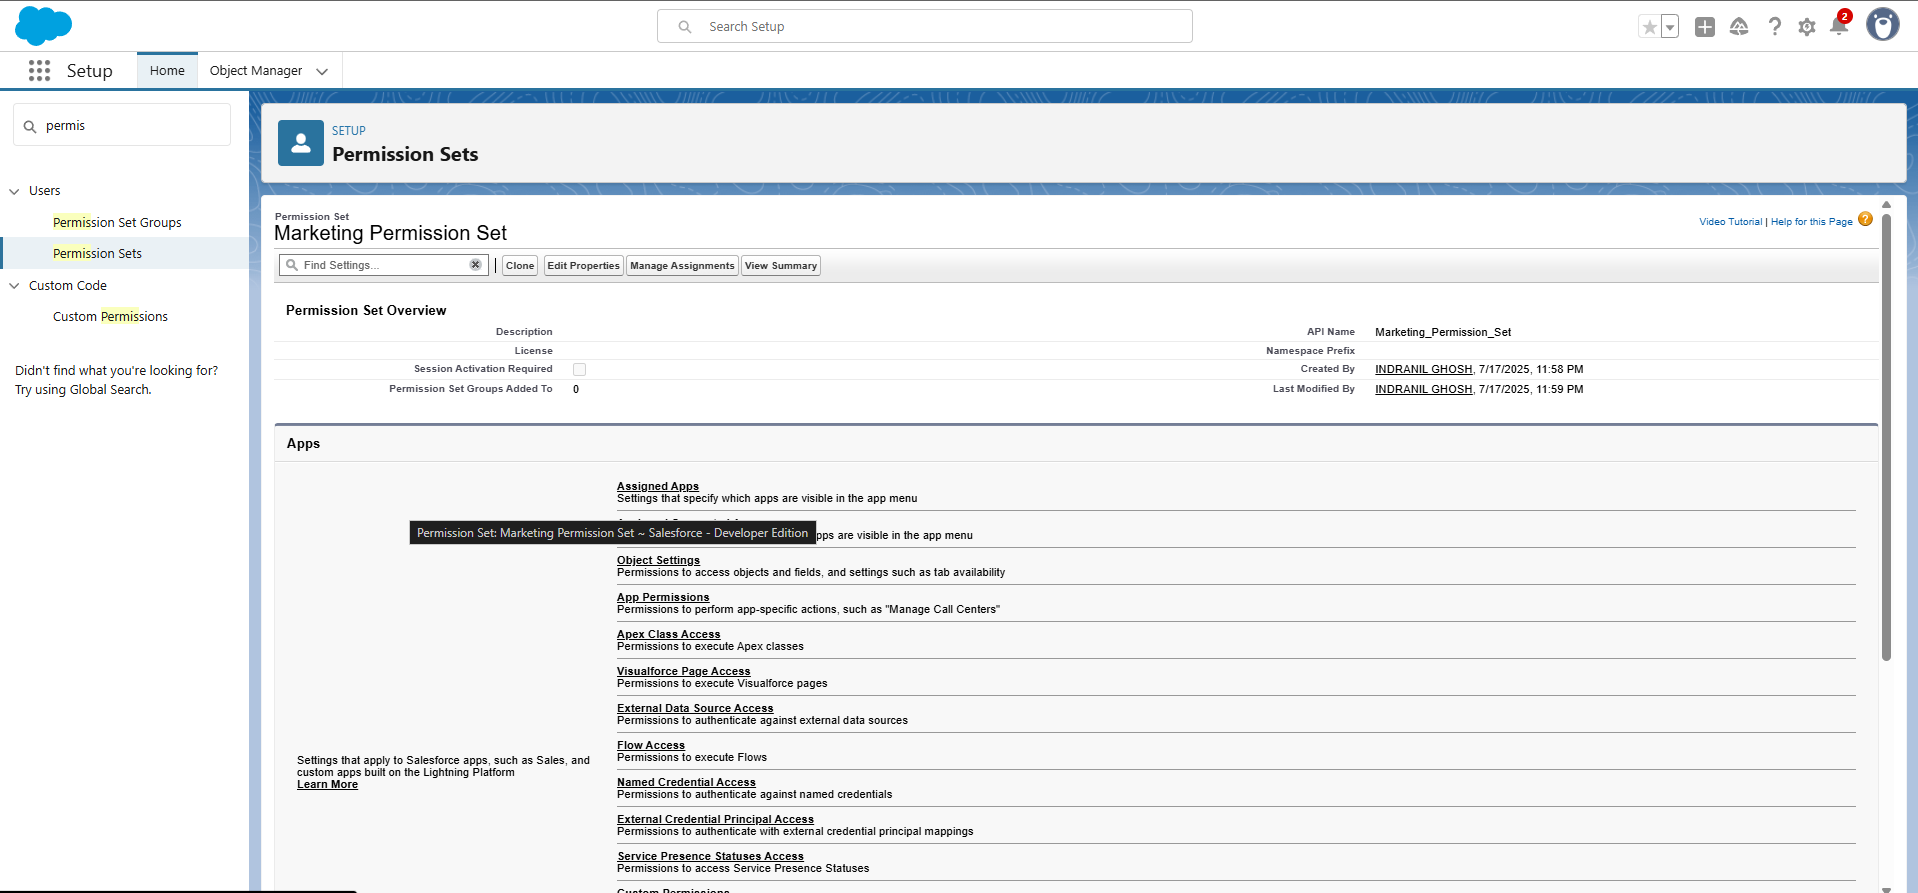 Search Setup
2
Setup
Home
Object Manager
permis
Users
Permission Set Groups
Permission Sets
Custom Code
Custom Permissions
Didn't find what you're looking for?
Try using Global Search.
SETUP
Permission Sets
Permission Set
Marketing Permission Set
Video Tutorial | Help for this Page
?
Find Settings...
Clone
Edit Properties
Manage Assignments
View Summary
Permission Set Overview
Description
API Name Marketing_Permission_Set
License
Namespace Prefix
Session Activation Required
Created By INDRANIL GHOSH, 7/17/2025, 11:58 PM
Permission Set Groups Added To 0
Last Modified By INDRANIL GHOSH, 7/17/2025, 11:59 PM
Apps
Settings that apply to Salesforce apps, such as Sales, and
custom apps built on the Lightning Platform
Learn More
Assigned Apps
Settings that specify which apps are visible in the app menu
Permission Set: Marketing Permission Set ~ Salesforce - Developer Edition
are visible in the app menu
Object Settings
Permissions to access objects and fields, and settings such as tab availability
App Permissions
Permissions to perform app-specific actions, such as "Manage Call Centers"
Apex Class Access
Permissions to execute Apex classes
Visualforce Page Access
Permissions to execute Visualforce pages
External Data Source Access
Permissions to authenticate against external data sources
Flow Access
Permissions to execute Flows
Named Credential Access
Permissions to authenticate against named credentials
External Credential Principal Access
Permissions to authenticate with external credential principal mappings
Service Presence Statuses Access
Permissions to access Service Presence Statuses
Custom Permissions